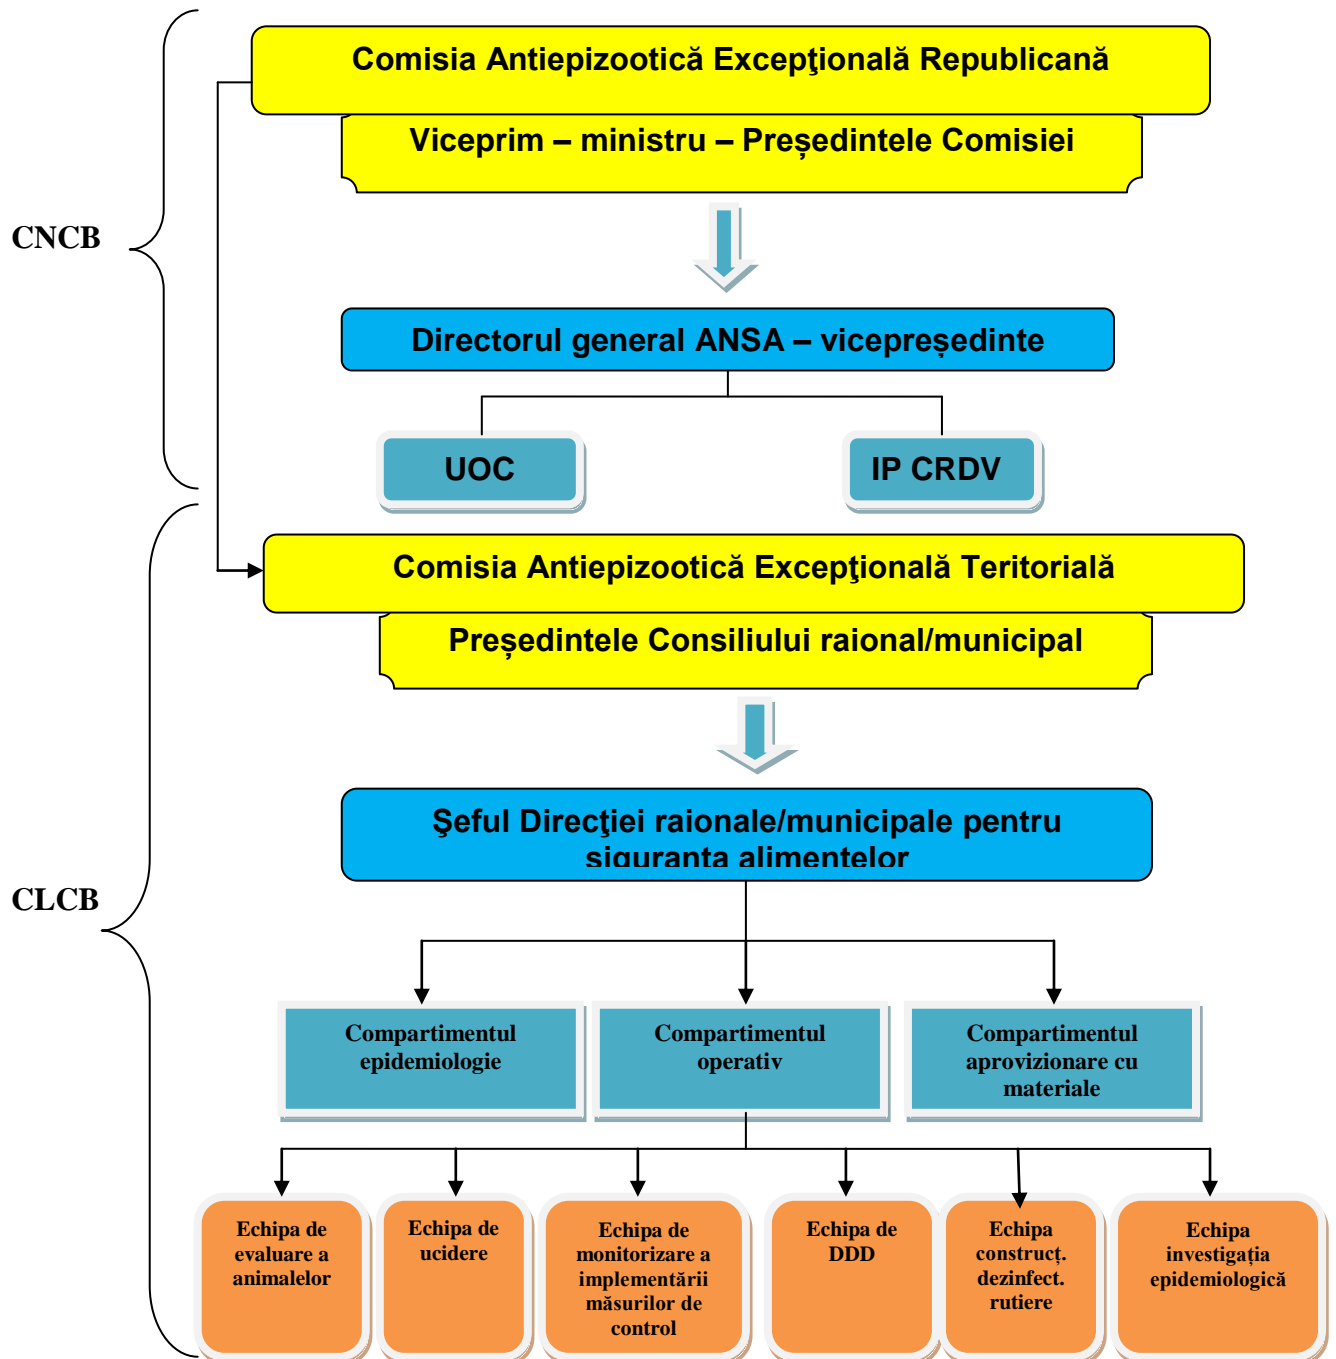 Comisia Antiepizootică Excepţională Republicană
Viceprim – ministru – Președintele Comisiei
CNCB
Directorul general ANSA – vicepreședinte
UOC
IP CRDV
Comisia Antiepizootică Excepţională Teritorială
Președintele Consiliului raional/municipal
Şeful Direcţiei raionale/municipale pentru
siguranța alimentelor
CLCB
Compartimentul
epidemiologie
Compartimentul
operativ
Compartimentul
aprovizionare cu
materiale
Echipa de
evaluare a
animalelor
Echipa de
ucidere
Echipa de
monitorizare a
implementării
măsurilor de
control
Echipa de
DDD
Echipa
construcț.
dezinfect.
rutiere
Echipa
investigația
epidemiologică